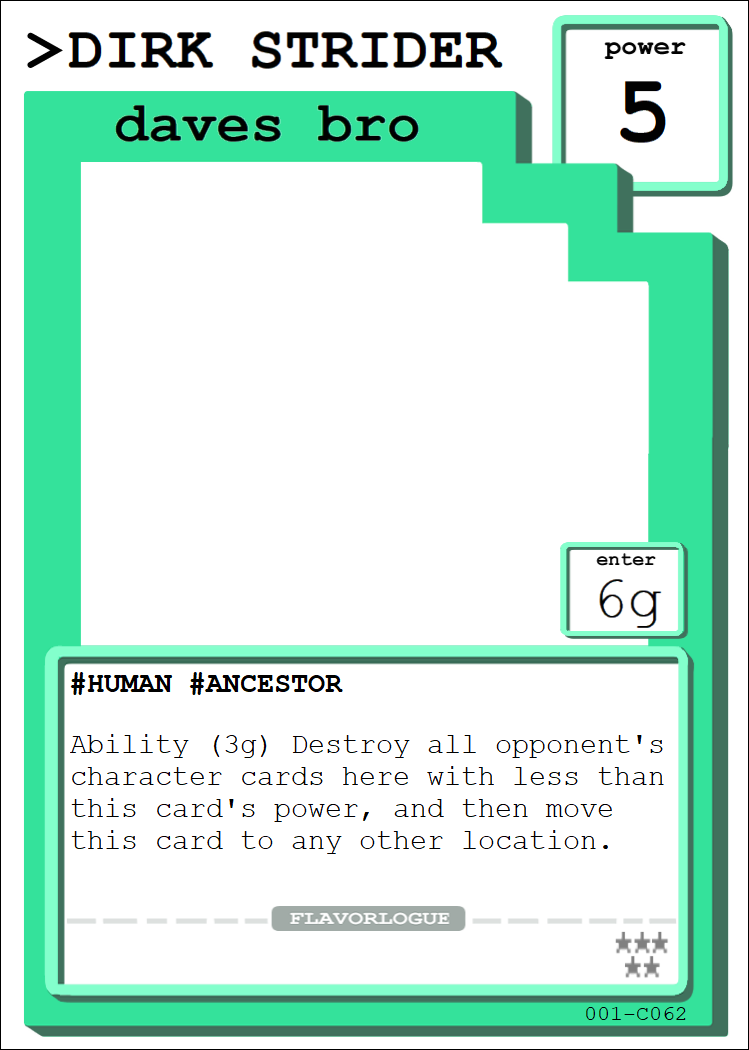 >DIRK STRIDER
power
5
daves bro
enter
6g
#HUMAN #ANCESTOR
Ability (3g) Destroy all opponent's
character cards here with less than
this card's power, and then move
this card to any other location.
FLAVORLOGUE
001-C062